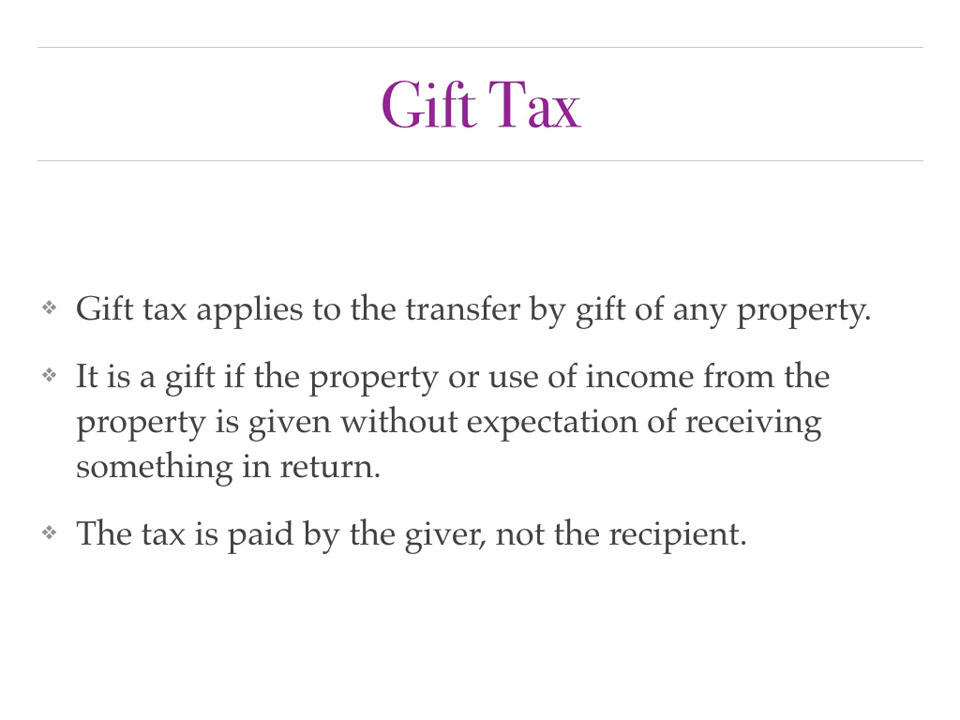 Gift Tax
❖ Gift tax applies to the transfer by gift of any property.
❖ It is a gift if the property or use of income from the
property is given without expectation of receiving
something in return.
❖ The tax is paid by the giver, not the recipient.